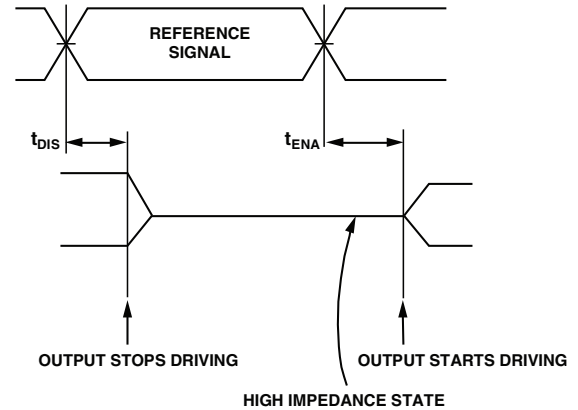 REFERENCE
SIGNAL
tDIS
tENA
OUTPUT STOPS DRIVING
OUTPUT STARTS DRIVING
HIGH IMPEDANCE STATE